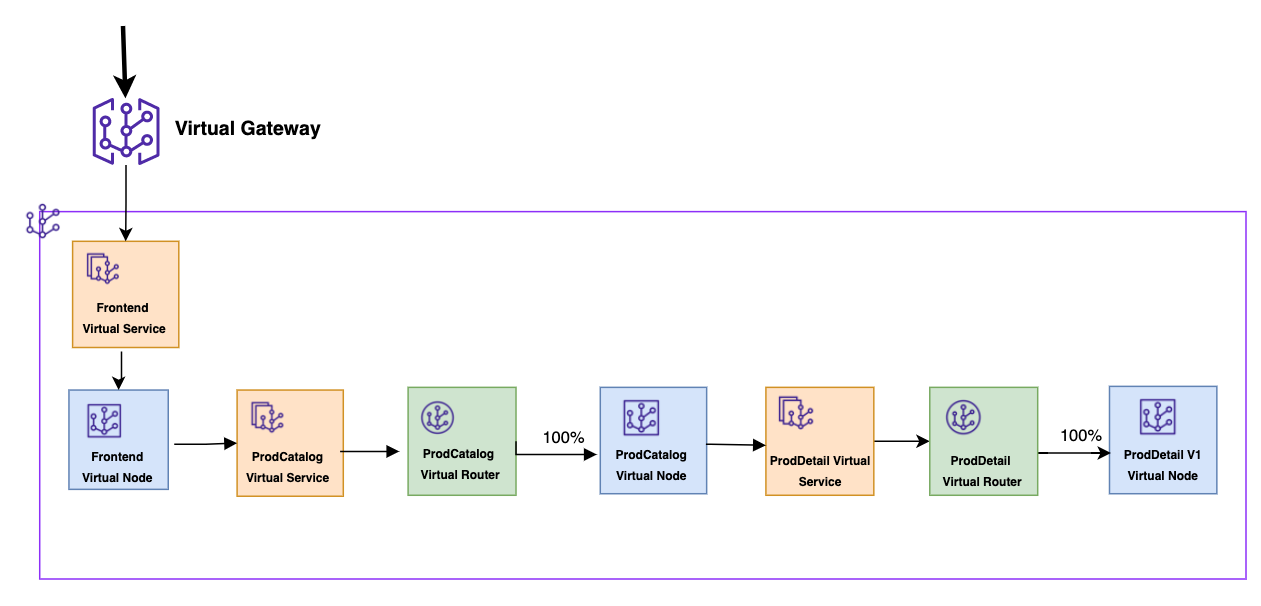 Virtual Gateway
Frontend
Virtual Service
Frontend
Virtual Node
ProdCatalog
Virtual Service
ProdCatalog
Virtual Router
100%
ProdCatalog
Virtual Node
ProdDetail Virtual
Service
ProdDetail
Virtual Router
100%
ProdDetail V1
Virtual Node